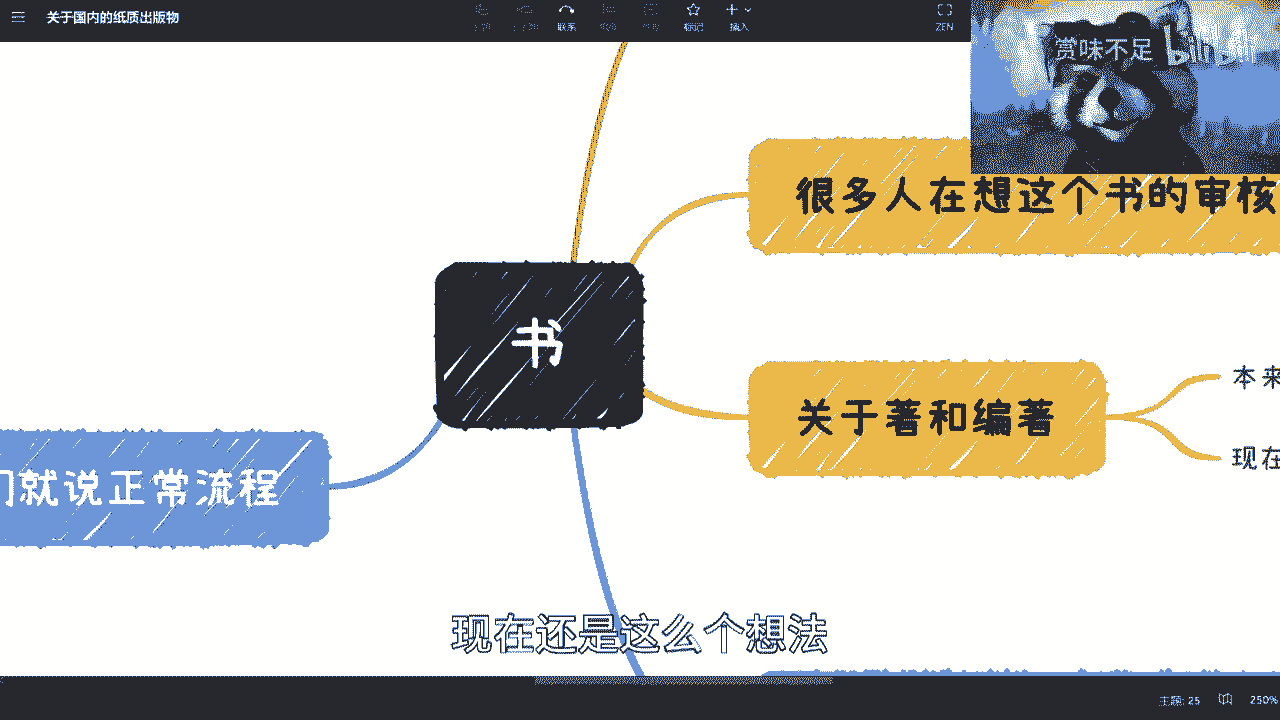 关于国内的纸质出版物
联系
标记
插入
ZEN
赏味不足
bilibili
很多人在想这个书的审核
书
关于著和编著
本来
现在
们就说正常流程
现在还是这么个想法
主题: 25
250%